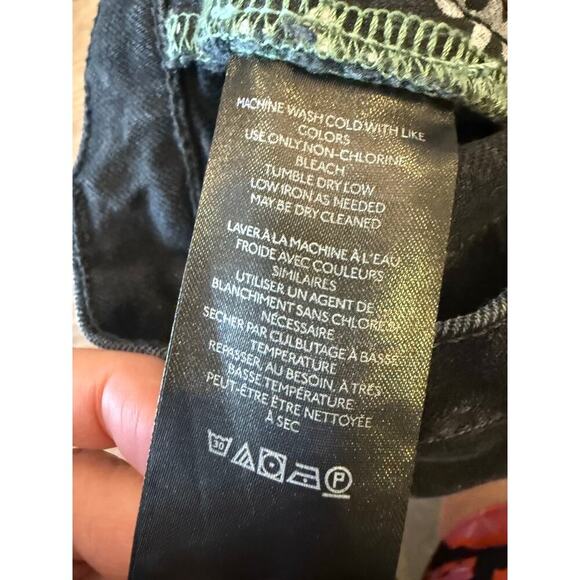 MACHINE WASH COLD WITH LIKE
COLORS
USE ONLY NON-CHLORINE
BLEACH
TUMBLE DRY LOW
LOW IRON AS NEEDED
MAY BE DRY CLEANED
LAVER À LA MACHINE À L'EAU
FROIDE AVEC COULEURS
SIMILAIRES
UTILISER UN AGENT DE
BLANCHIMENT SANS CHLORE SI
NÉCESSAIRE
SECHER PAR CULBUTAGE À BASSE
TEMPERATURE
REPASSER, AU BESOIN, À TRÈS
BASSE TEMPÉRATURE
PEUT-ÊTRE ÊTRE NETTOYÉE
À SEC
30 P